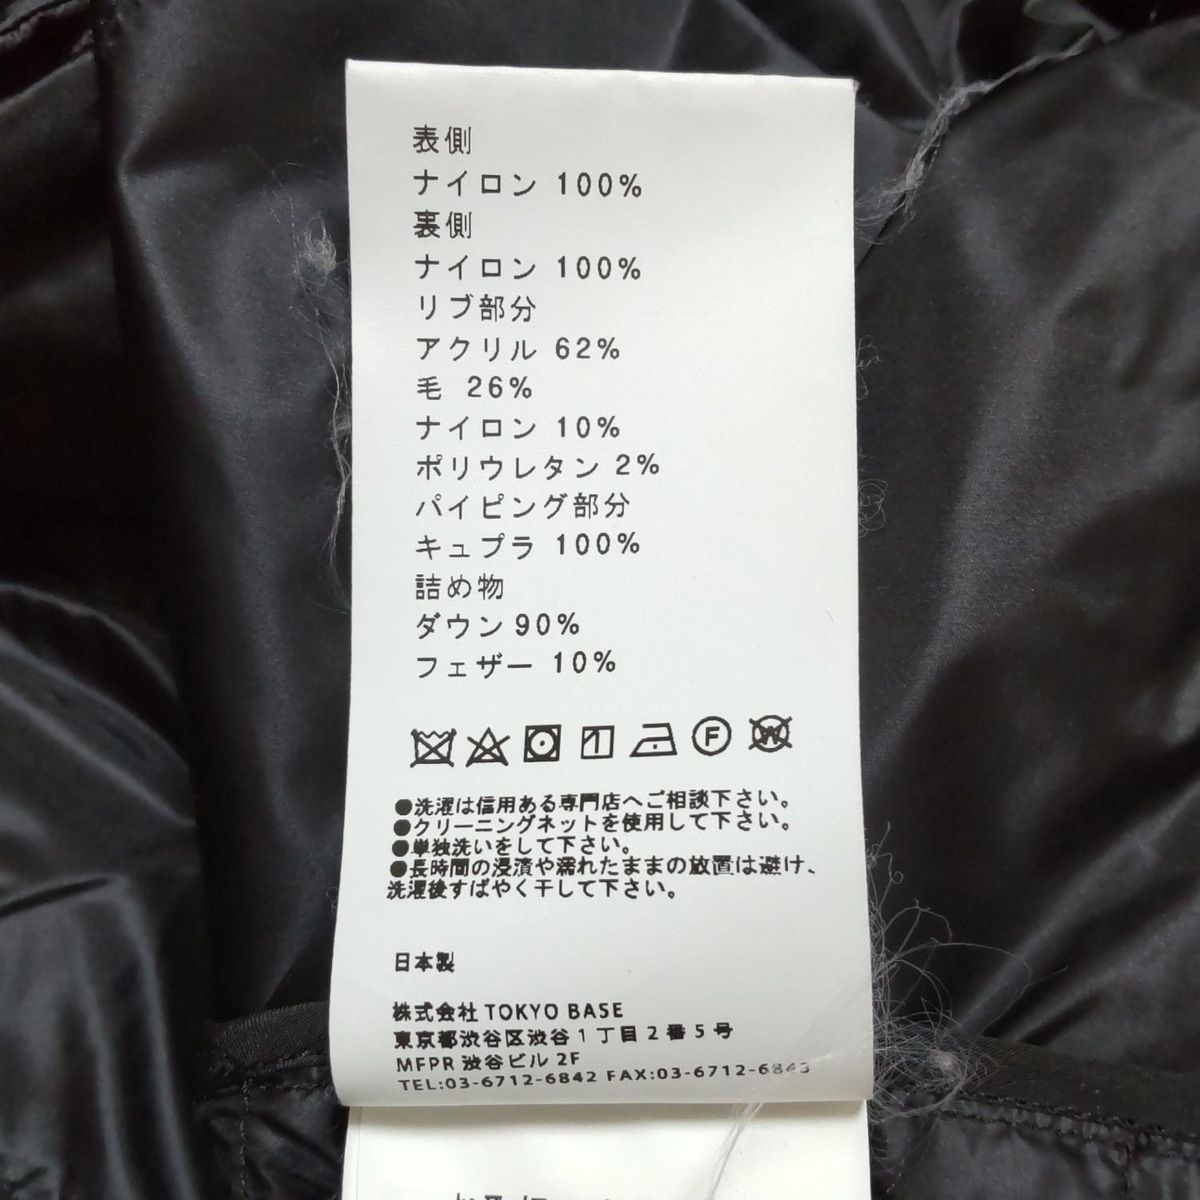 表側
ナイロン 100%
裏側
ナイロン 100%
リブ部分
アクリル 62%
毛 26%
ナイロン 10%
ポリウレタン 2%
パイピング部分
キュプラ 100%
詰め物
ダウン 90%
フェザー 10%
F W
●洗濯は信用ある専門店へご相談下さい。
●クリーニングネットを使用して下さい。
●単独洗いをして下さい。
●長時間の浸漬や濡れたままの放置は避け、
洗濯後すばやく干して下さい。
日本製
株式会社 TOKYO BASE
東京都渋谷区渋谷1丁目2番5号
MFPR 渋谷ビル 2F
TEL:03-6712-6842 FAX:03-6712-6843